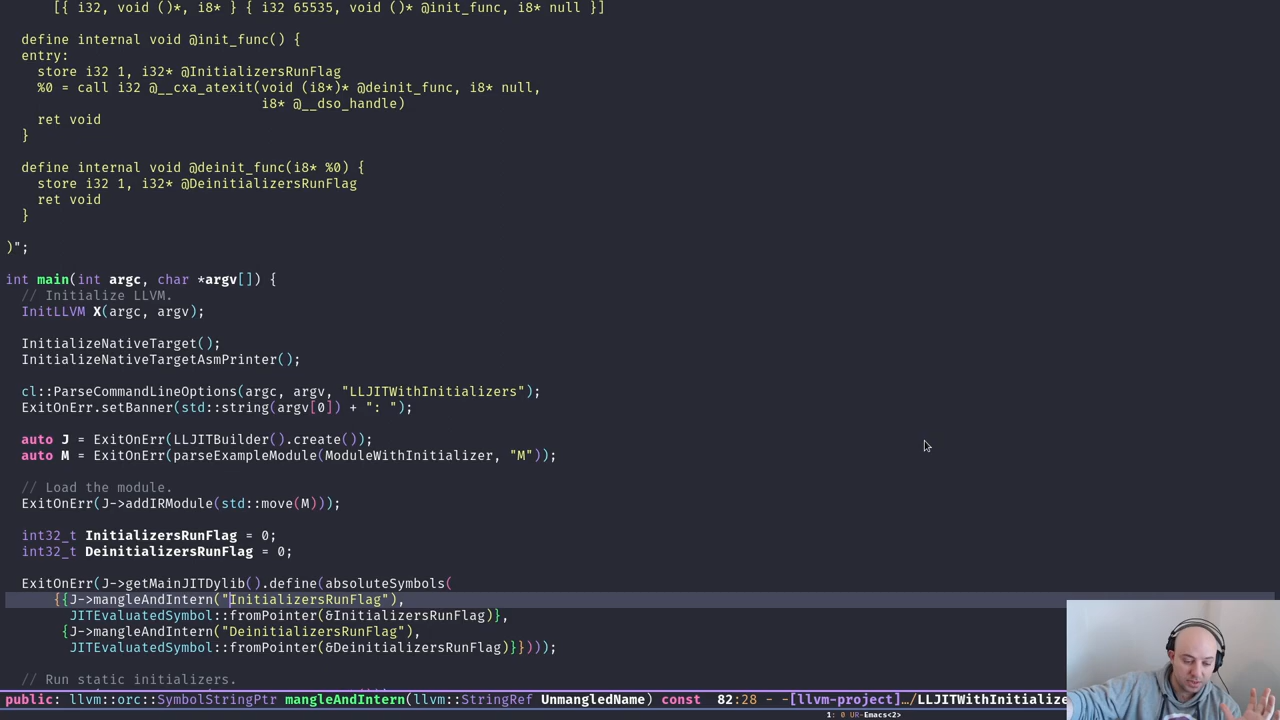 [{ i32, void ()*, i8* } { i32 65535, void ()* @init_func, i8* null }]
  define internal void @init_func() {
  entry:
    store i32 1, i32* @InitializersRunFlag
    %0 = call i32 @__cxa_atexit(void (i8*)* @deinit_func, i8* null,
                                i8* @__dso_handle)
    ret void
  }
  define internal void @deinit_func(i8* %0) {
    store i32 1, i32* @DeinitializersRunFlag
    ret void
  }
)";
int main(int argc, char *argv[]) {
  // Initialize LLVM.
  InitLLVM X(argc, argv);
  InitializeNativeTarget();
  InitializeNativeTargetAsmPrinter();
  cl::ParseCommandLineOptions(argc, argv, "LLJITWithInitializers");
  ExitOnErr.setBanner(std::string(argv[0]) + ": ");
  auto J = ExitOnErr(LLJITBuilder().create());
  auto M = ExitOnErr(parseExampleModule(ModuleWithInitializer, "M"));
  // Load the module.
  ExitOnErr(J->addIRModule(std::move(M)));
  int32_t InitializersRunFlag = 0;
  int32_t DeinitializersRunFlag = 0;
  ExitOnErr(J->getMainJITDylib().define(absoluteSymbols(
      {{J->mangleAndIntern("InitializersRunFlag"),
        JITEvaluatedSymbol::fromPointer(&InitializersRunFlag)},
       {J->mangleAndIntern("DeinitializersRunFlag"),
        JITEvaluatedSymbol::fromPointer(&DeinitializersRunFlag)}})));
  // Run static initializers.
public: llvm::orc::SymbolStringPtr mangleAndIntern(llvm::StringRef UnmangledName) const  82:28 - -[llvm-project]…/LLJITWithInitialize
1: 0 UR-Emacs<2>